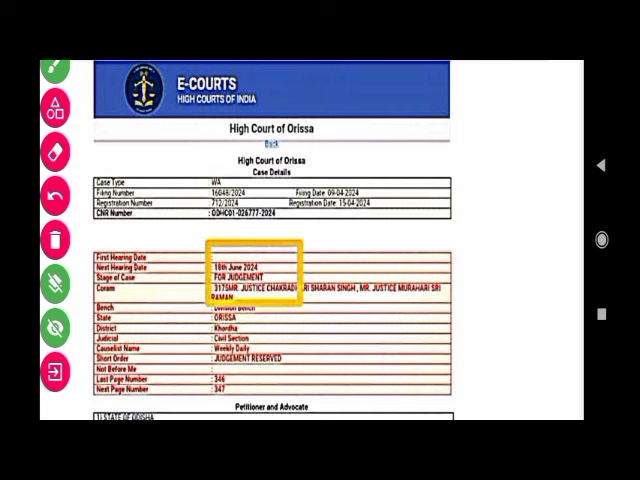 E-COURTS
HIGH COURTS OF INDIA
High Court of Orissa
Back
High Court of Orissa
Case Details
Case Type : WA
Filing Number : 16048/2024 Filing Date: 09-04-2024
Registration Number : 712/2024 Registration Date: 15-04-2024
CNR Number : ODHC01-026777-2024
First Hearing Date
Next Hearing Date : 18th June 2024
Stage of Case : FOR JUDGEMENT
Coram : 3175MR. JUSTICE CHAKRADHARI SHARAN SINGH , MR. JUSTICE MURAHARI SRI
RAMAN
Bench : Division Bench
State : ORISSA
District : Khordha
Judicial : Civil Section
Causelist Name : Weekly Daily
Short Order : JUDGEMENT RESERVED
Not Before Me :
Last Page Number : 346
Next Page Number : 347
Petitioner and Advocate
1) STATE OF ODISHA